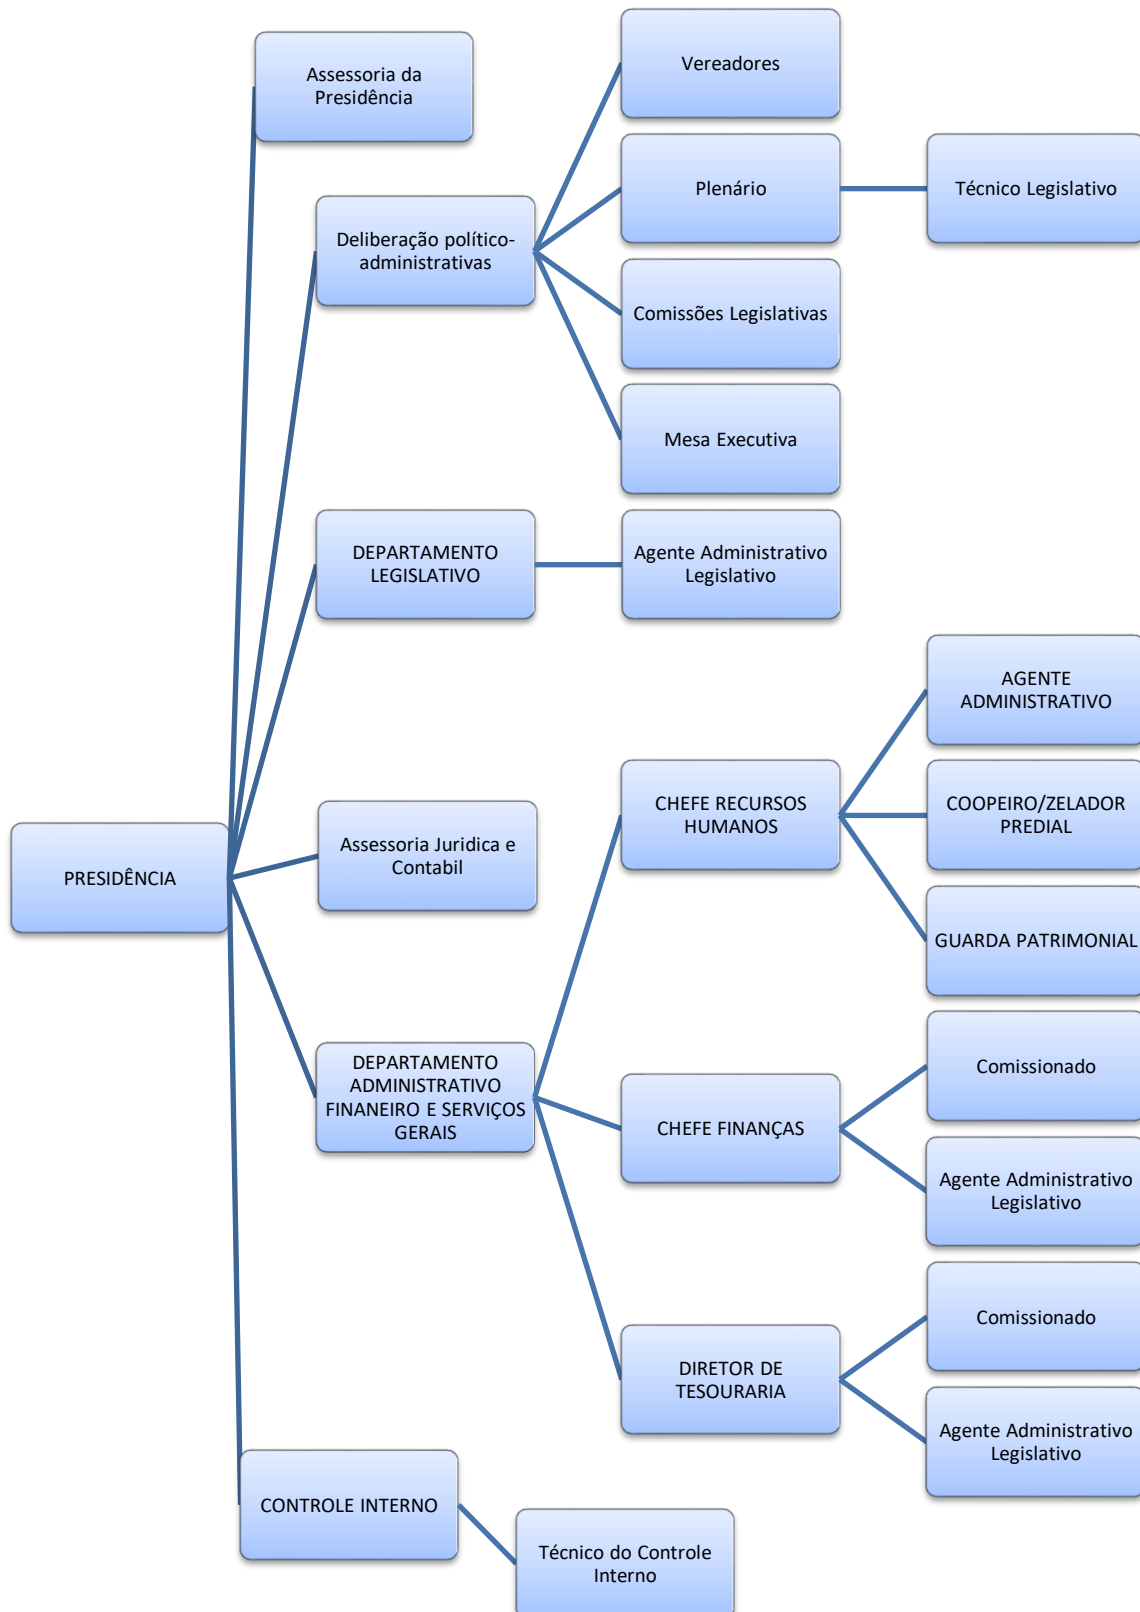 Assessoria da
Presidência
Vereadores
Plenário
Técnico Legislativo
Deliberação político-
administrativas
Comissões Legislativas
Mesa Executiva
DEPARTAMENTO
LEGISLATIVO
Agente Administrativo
Legislativo
AGENTE
ADMINISTRATIVO
CHEFE RECURSOS
HUMANOS
COOPEIRO/ZELADOR
PREDIAL
GUARDA PATRIMONIAL
PRESIDÊNCIA
Assessoria Juridica e
Contabil
DEPARTAMENTO
ADMINISTRATIVO
FINANEIRO E SERVIÇOS
GERAIS
CHEFE FINANÇAS
Comissionado
Agente Administrativo
Legislativo
DIRETOR DE
TESOURARIA
Comissionado
Agente Administrativo
Legislativo
CONTROLE INTERNO
Técnico do Controle
Interno